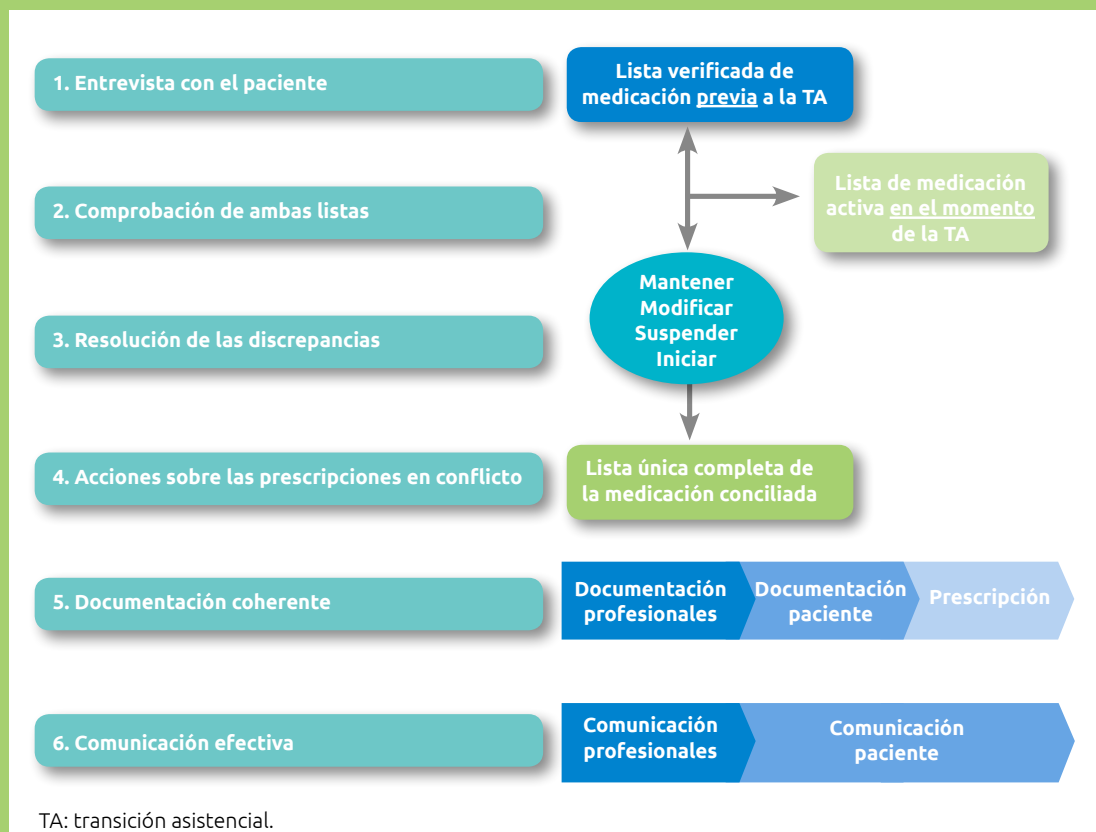 1. Entrevista con el paciente
Lista verificada de
medicación previa a la TA
2. Comprobación de ambas listas
Lista de medicación
activa en el momento
de la TA
3. Resolución de las discrepancias
Mantener
Modificar
Suspender
Iniciar
4. Acciones sobre las prescripciones en conflicto
Lista única completa de
la medicación conciliada
5. Documentación coherente
Documentación
profesionales
Documentación
paciente
Prescripción
6. Comunicación efectiva
Comunicación
profesionales
Comunicación
paciente
TA: transición asistencial.